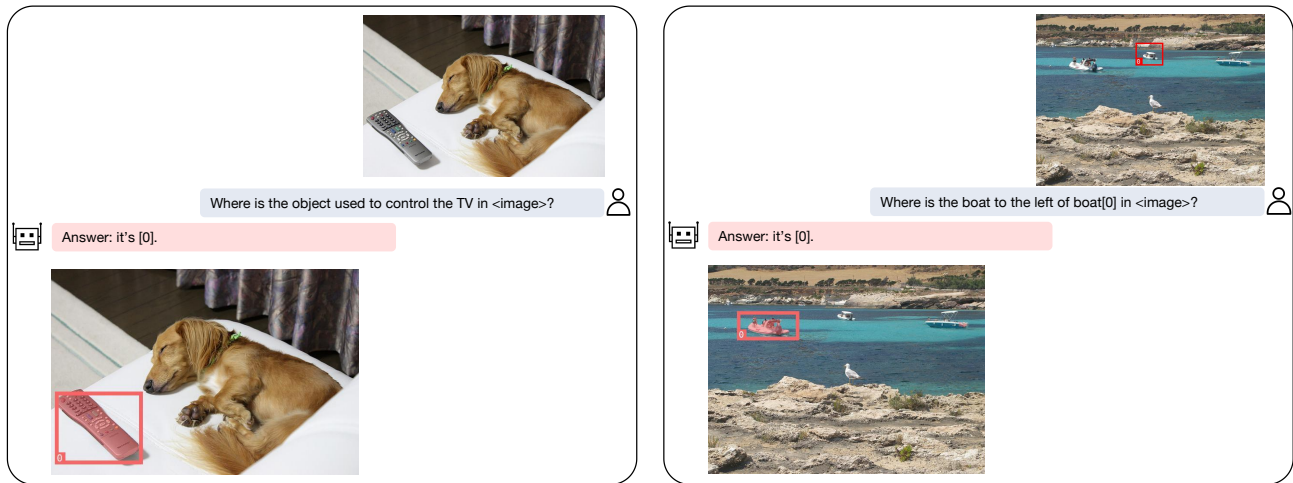 Where is the object used to control the TV in <image>?
Answer: it's [0].
0
0
Where is the boat to the left of boat[0] in <image>?
Answer: it's [0].
0